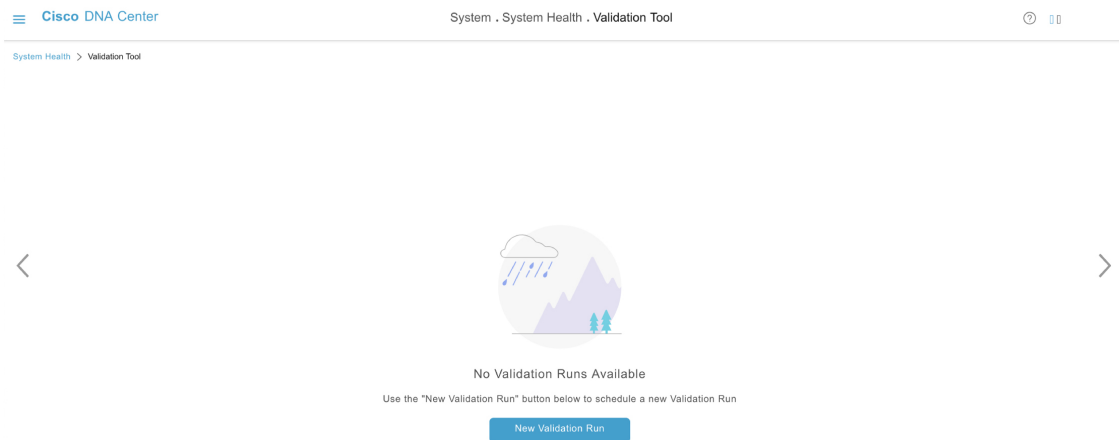 Cisco DNA Center
System . System Health . Validation Tool
System Health > Validation Tool
No Validation Runs Available
Use the "New Validation Run" button below to schedule a new Validation Run
New Validation Run